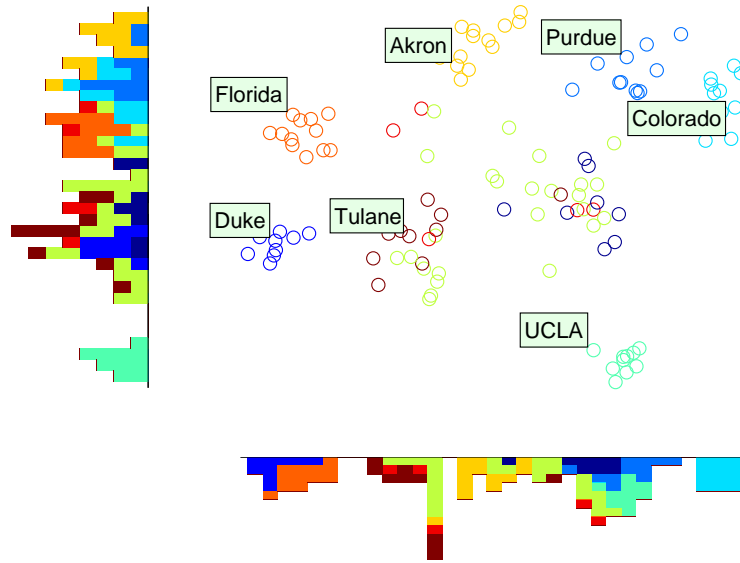 Akron
Purdue
Florida
Colorado
Duke
Tulane
UCLA